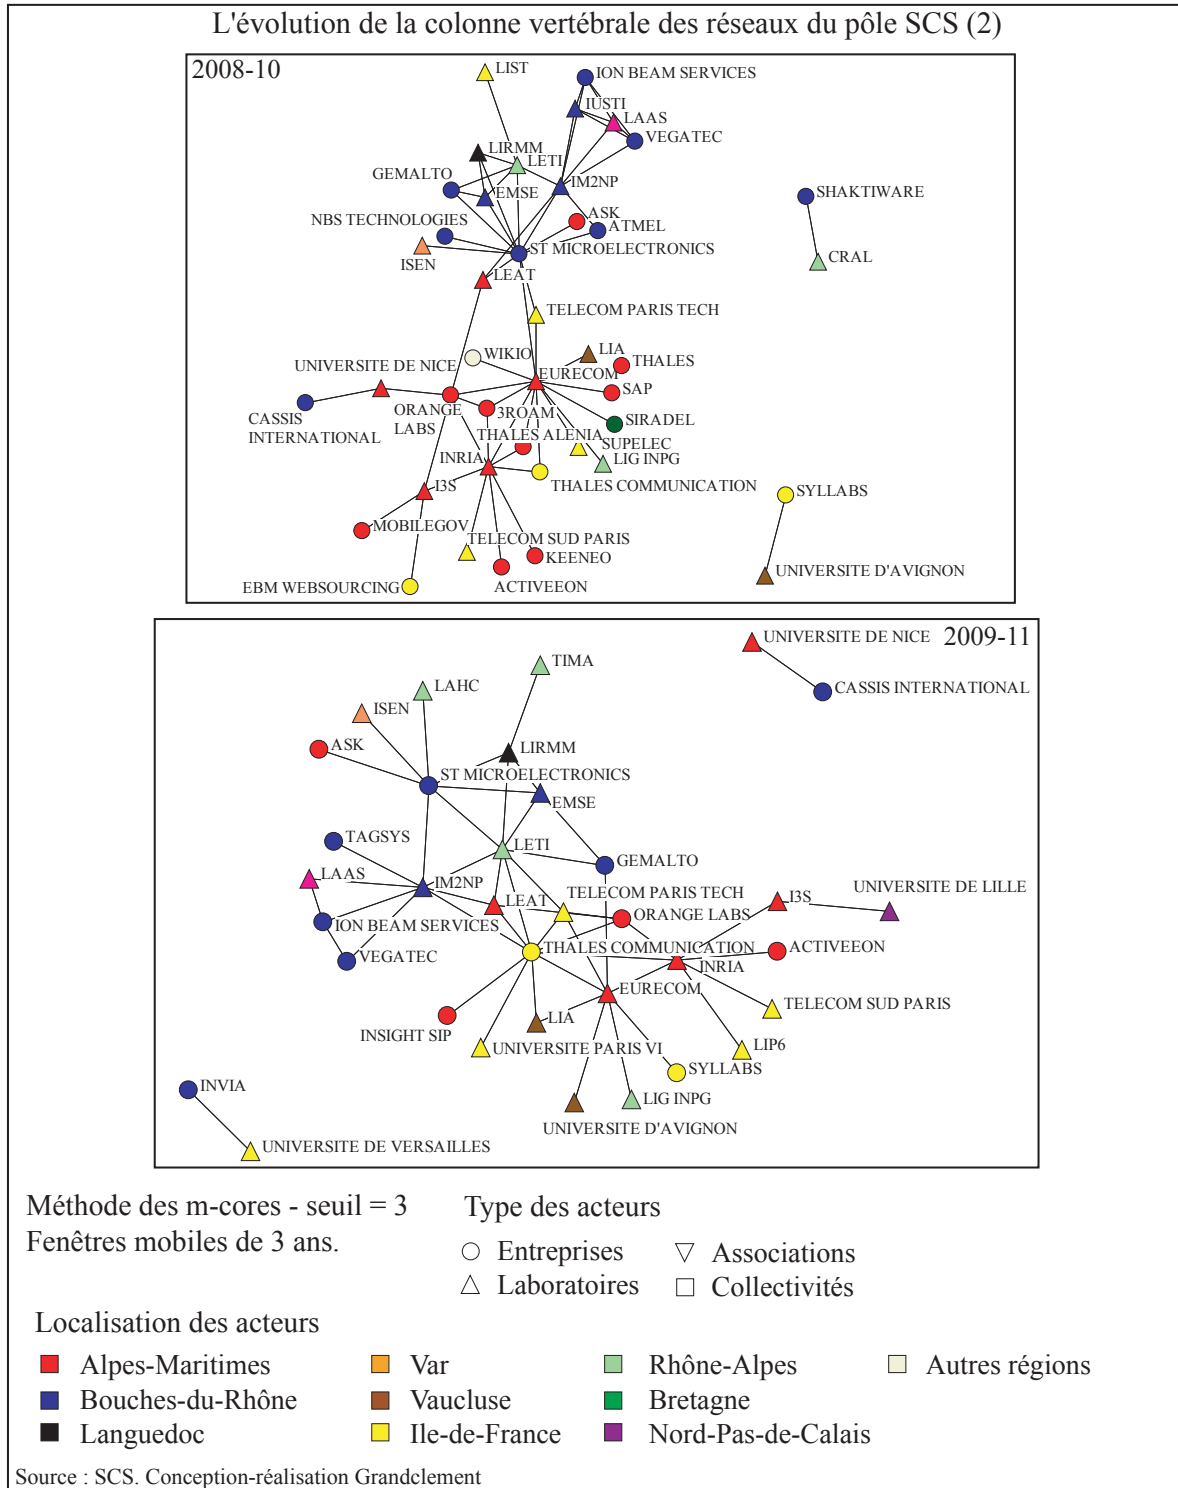 L'évolution de la colonne vertébrale des réseaux du pôle SCS (2)
2008-10
LIST
ION BEAM SERVICES
IUSTI
LAAS
VEGATEC
LIRMM
LETI
GEMALTO
EMSE
IM2NP
SHAKTIWARE
NBS TECHNOLOGIES
ASK
ATMEL
ST MICROELECTRONICS
ISEN
CRAL
LEAT
TELECOM PARIS TECH
WIKIO
LIA
THALES
UNIVERSITE DE NICE
EURECOM
SAP
CASSIS
INTERNATIONAL
ORANGE
LABS
3ROAM
SIRADEL
THALES ALENIA
SUPELEC
INRIA
LIG INPG
I3S
THALES COMMUNICATION
SYLLABS
MOBILEGOV
TELECOM SUD PARIS
KEENEO
UNIVERSITE D'AVIGNON
EBM WEBSOURCING
ACTIVEEON
2009-11
UNIVERSITE DE NICE
TIMA
LAHC
CASSIS INTERNATIONAL
ISEN
ASK
LIRMM
ST MICROELECTRONICS
EMSE
TAGSYS
LETI
GEMALTO
LAAS
IM2NP
TELECOM PARIS TECH
I3S
UNIVERSITE DE LILLE
LEAT
ORANGE LABS
ION BEAM SERVICES
THALES COMMUNICATION
ACTIVEEON
VEGATEC
INRIA
EURECOM
TELECOM SUD PARIS
INSIGHT SIP
LIA
UNIVERSITE PARIS VI
LIP6
SYLLABS
INVIA
LIG INPG
UNIVERSITE D'AVIGNON
UNIVERSITE DE VERSAILLES
Méthode des m-cores - seuil = 3
Fenêtres mobiles de 3 ans.
Type des acteurs
Entreprises
Associations
Laboratoires
Collectivités
Localisation des acteurs
Alpes-Maritimes
Var
Rhône-Alpes
Autres régions
Bouches-du-Rhône
Vaucluse
Bretagne
Languedoc
Ile-de-France
Nord-Pas-de-Calais
Source : SCS. Conception-réalisation Grandclement